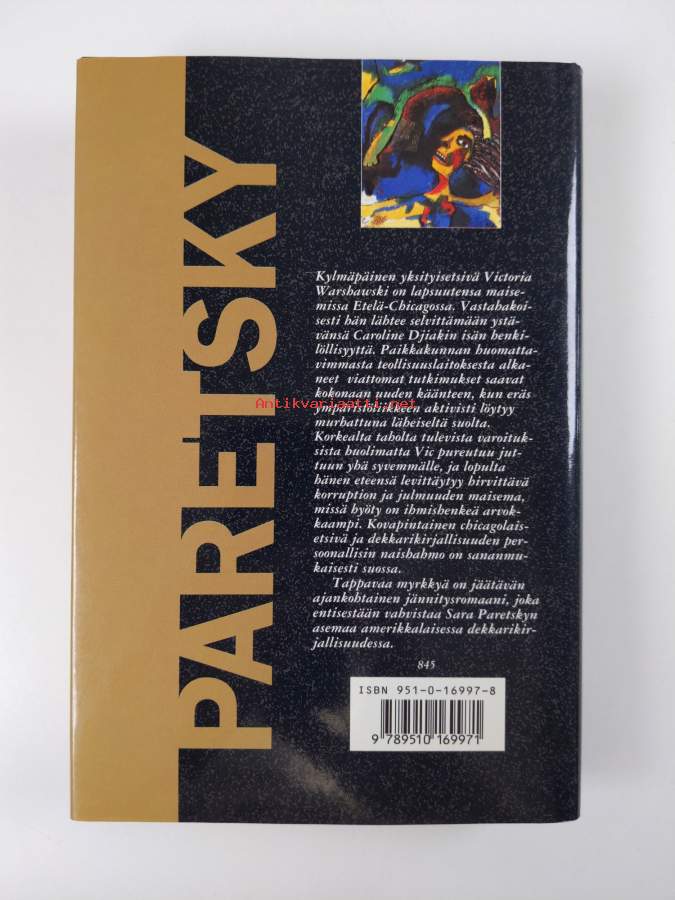 PARETSKY
Kylmäpäinen yksityisetsivä Victoria
Warshawski on lapsuutensa maise-
missa Etelä-Chicagossa. Vastahakoi-
sesti hän lähtee selvittämään ystä-
vänsä Caroline Djiakin isän henki-
löllisyyttä. Paikkakunnan huomatta-
vimmasta teollisuuslaitoksesta alka-
neet viattomat tutkimukset saavat
kokonaan uuden käänteen, kun eräs
ympäristöliikkeen aktivisti löytyy
murhattuna läheiseltä suolta.
Korkealta taholta tulevista varoituk-
sista huolimatta Vic pureutuu jut-
tuun yhä syvemmälle, ja lopulta
hänen eteensä levittäytyy hirvittävä
korruption ja julmuuden maisema,
missä hyöty on ihmishenkeä arvok-
kaampi. Kovapintainen chicagolais-
etsivä ja dekkarikirjallisuuden per-
soonallisin naishahmo on sananmu-
kaisesti suossa.
Tappavaa myrkkyä on jäätävän
ajankohtainen jännitysromaani, joka
entisestään vahvistaa Sara Paretskyn
asemaa amerikkalaisessa dekkarikir-
jallisuudessa.
845
ISBN 951-0-16997-8
9 789510 169971
Antikvariaatti.net